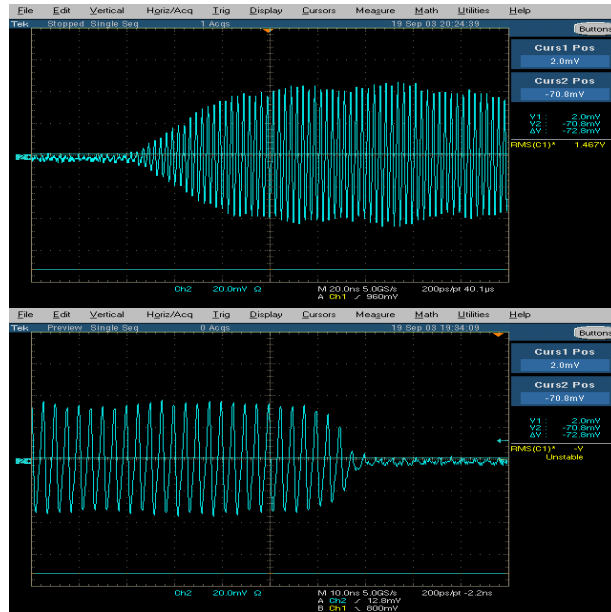 File Edit Vertical Horiz/Acq Trig Display Cursors Measure Math Utilities Help
Tek Stopped Single Seq 1 Acqs 19 Sep 03 20:24:39 Buttons
Curs1 Pos
2.0mV
Curs2 Pos
-70.8mV
V1 : 2.0mV
V2 : -70.8mV
ΔV : -72.8mV
RMS(C1)* 1.467V
2
Ch2 20.0mV Ω M 20.0ns 5.0GS/s 200ps/pt 40.1µs
A Ch1 ⁄ 960mV
File Edit Vertical Horiz/Acq Trig Display Cursors Measure Math Utilities Help
Tek Preview Single Seq 0 Acqs 19 Sep 03 19:34:09 Buttons
Curs1 Pos
2.0mV
Curs2 Pos
-70.8mV
V1 : 2.0mV
V2 : -70.8mV
ΔV : -72.8mV
RMS(C1)* -V
Unstable
2
Ch2 20.0mV Ω M 10.0ns 5.0GS/s 200ps/pt -2.2ns
A Ch2 ⁄ 12.8mV
B Ch1 \ 800mV